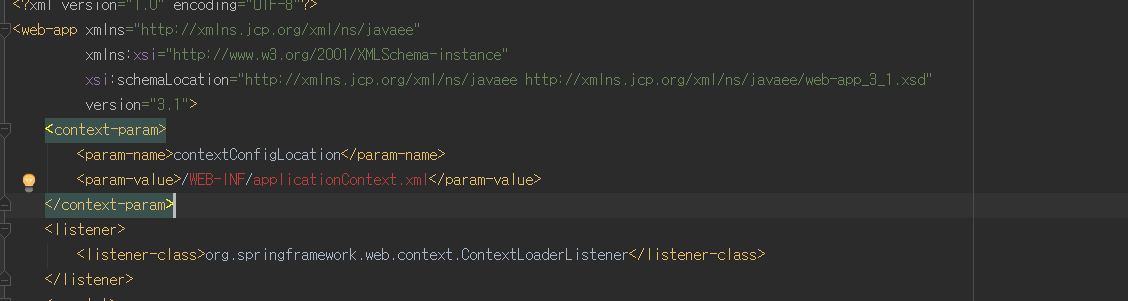 <?xml version="1.0" encoding="UTF-8"?>
<web-app xmlns="http://xmlns.jcp.org/xml/ns/javaee"
xmlns:xsi="http://www.w3.org/2001/XMLSchema-instance"
xsi:schemaLocation="http://xmlns.jcp.org/xml/ns/javaee http://xmlns.jcp.org/xml/ns/javaee/web-app_3_1.xsd"
version="3.1">
<context-param>
<param-name>contextConfigLocation</param-name>
<param-value>/WEB-INF/applicationContext.xml</param-value>
</context-param>
<listener>
<listener-class>org.springframework.web.context.ContextLoaderListener</listener-class>
</listener>